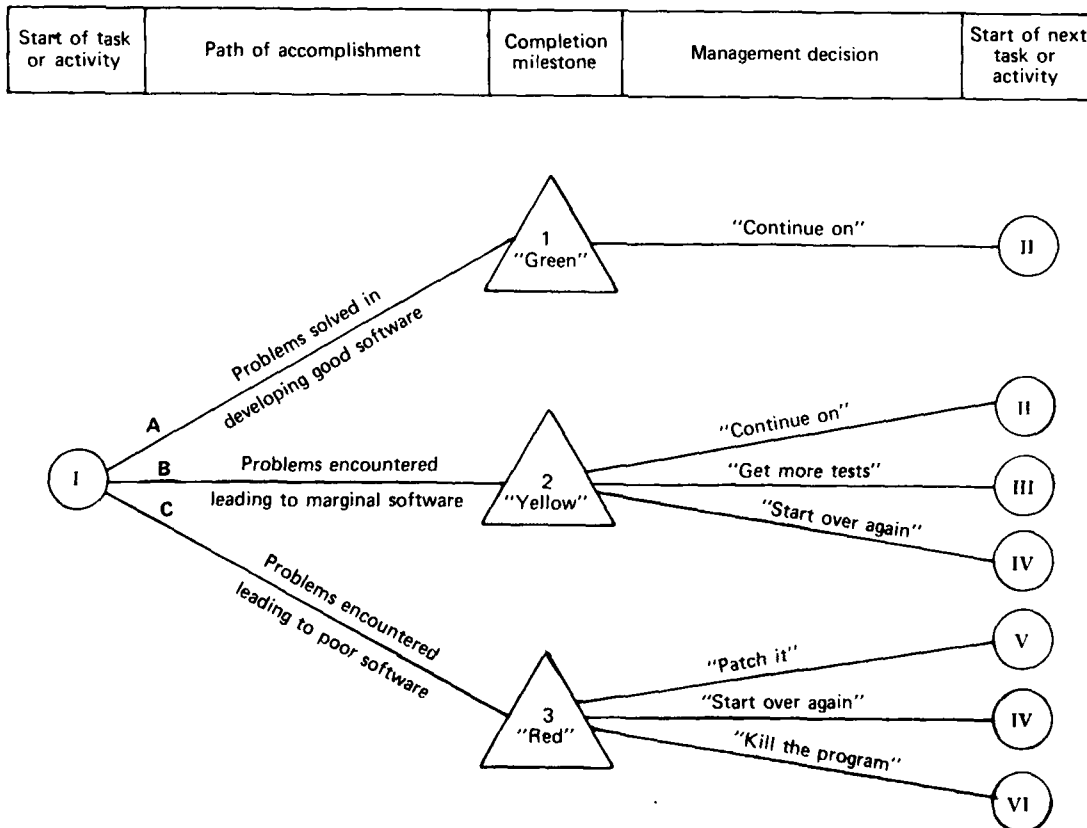 Start of task
or activity
Path of accomplishment
Completion
milestone
Management decision
Start of next
task or
activity
1
"Green"
"Continue on"
II
Problems solved in
developing good software
A
I
B
Problems encountered
leading to marginal software
C
2
"Yellow"
"Continue on"
II
"Get more tests"
III
"Start over again"
IV
Problems encountered
leading to poor software
3
"Red"
"Patch it"
V
"Start over again"
IV
"Kill the program"
VI